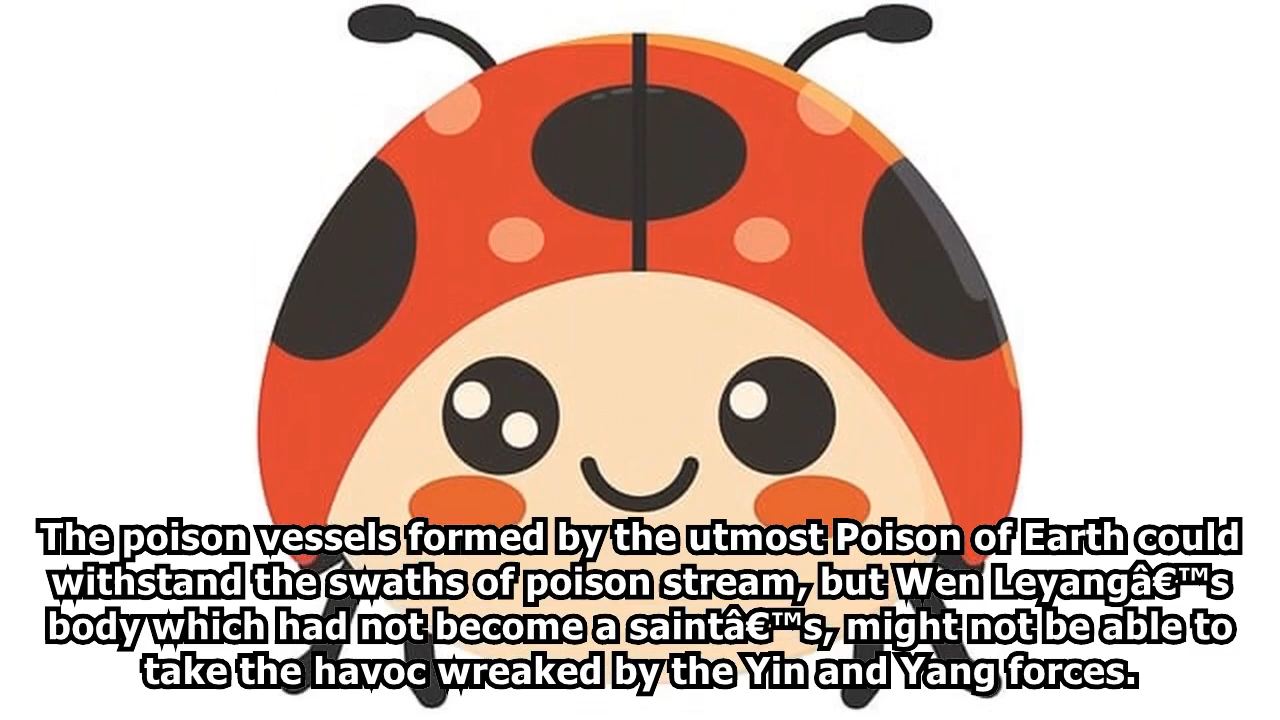 The poison vessels formed by the utmost Poison of Earth could
withstand the swaths of poison stream, but Wen Leyangâ€™s
body which had not become a saintâ€™s, might not be able to
take the havoc wreaked by the Yin and Yang forces.